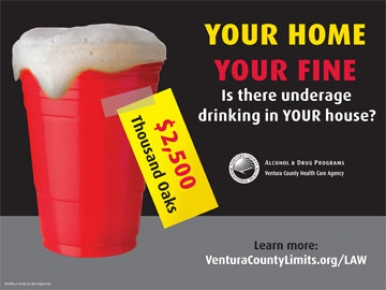 YOUR HOME
YOUR FINE
Is there underage
drinking in YOUR house?
$2,500
Thousand Oaks
ALCOHOL & DRUG PROGRAMS
Ventura County Health Care Agency
Learn more:
VenturaCountyLimits.org/LAW